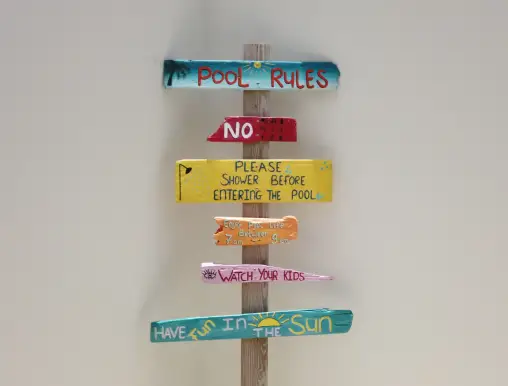 POOL RULES
NO
PLEASE
SHOWER BEFORE
ENTERING THE POOL
WATCH YOUR KIDS
HAVE FUN IN THE SUN